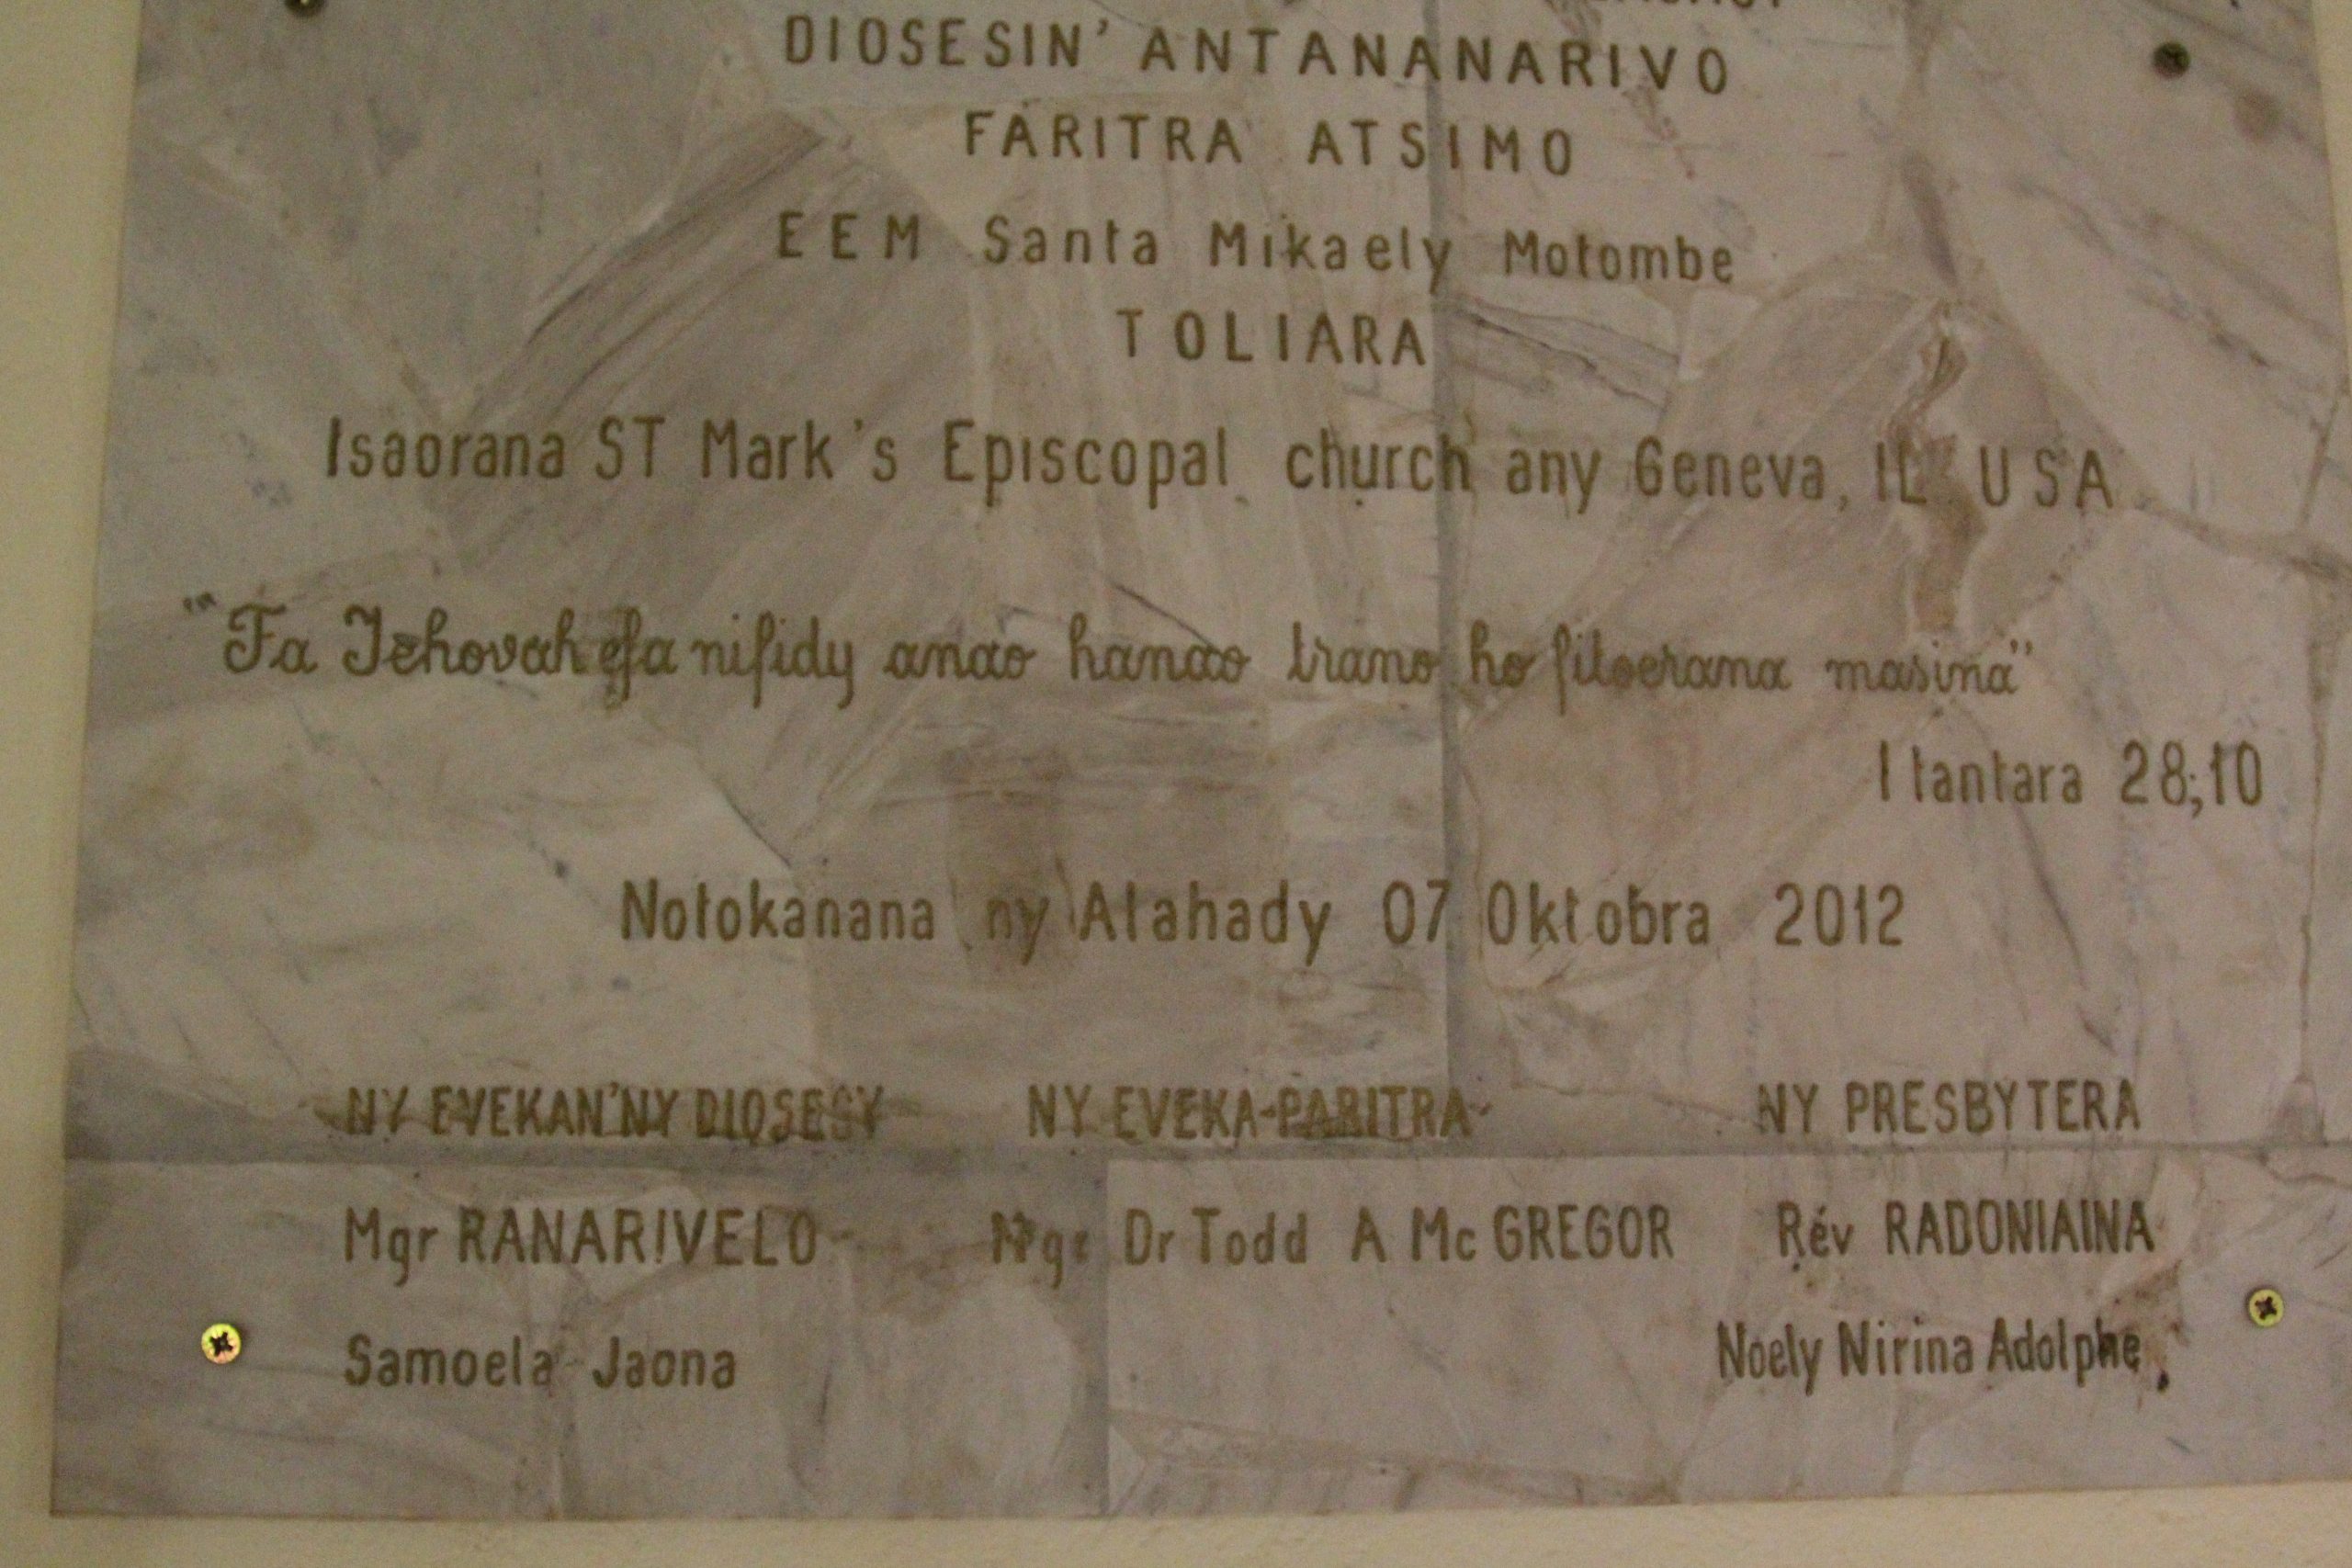 DIOSESIN' ANTANANARIVO
FARITRA ATSIMO
EEM Santa Mikaely Motombe
TOLIARA
Isaorana ST Mark's Episcopal church any Geneva, IL USA
"Fa Jehovah efa nifidy anao hanao trano ho fitoerana masina"
I tantara 28;10
Notokanana ny Alahady 07 Oktobra 2012
NY EVEKAN'NY DIOSESY NY EVEKA-PARITRA NY PRESBYTERA
Mgr RANARIVELO Mgr Dr Todd A Mc GREGOR Rév RADONIAINA
Samoela Jaona Noely Nirina Adolphe